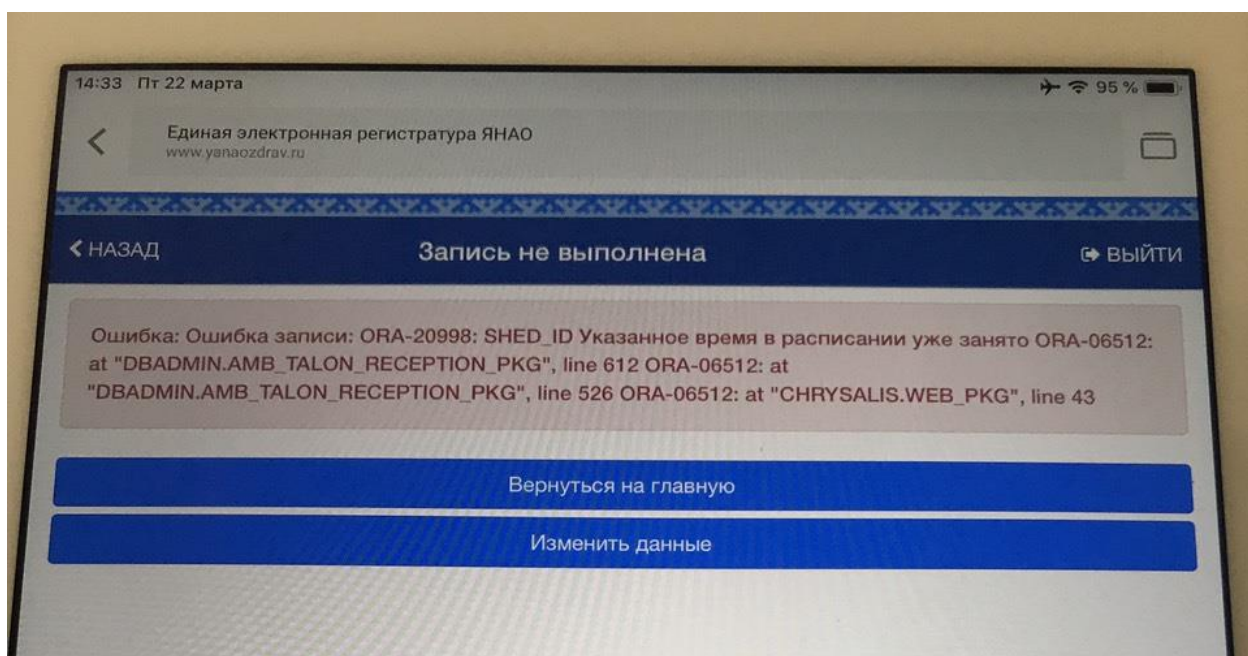 14:33 Пт 22 марта 95 %
Единая электронная регистратура ЯНАО
www.yanaozdrav.ru
НАЗАД Запись не выполнена ВЫЙТИ
Ошибка: Ошибка записи: ORA-20998: SHED_ID Указанное время в расписании уже занято ORA-06512:
at "DBADMIN.AMB_TALON_RECEPTION_PKG", line 612 ORA-06512: at
"DBADMIN.AMB_TALON_RECEPTION_PKG", line 526 ORA-06512: at "CHRYSALIS.WEB_PKG", line 43
Вернуться на главную
Изменить данные